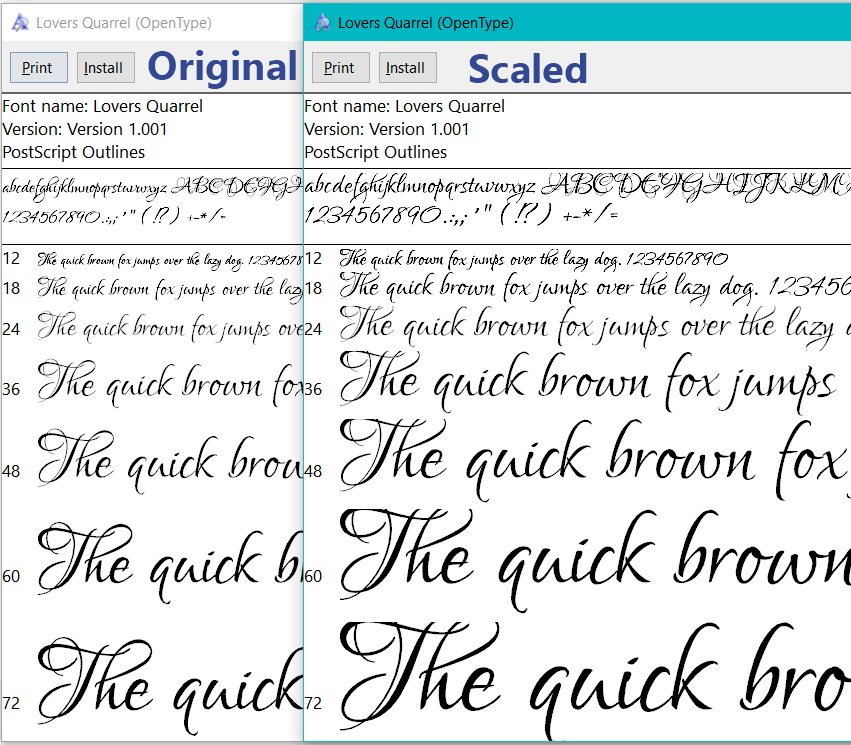 Lovers Quarrel (OpenType)
Print Install Original
Font name: Lovers Quarrel
Version: Version 1.001
PostScript Outlines
abcdefghijklmnopqrstuvwxyz ABCDEFGH
1234567890.:,; ' " (!?) +-*/=
12 The quick brown fox jumps over the lazy dog. 12345678
18 The quick brown fox jumps over the lazy
24 The quick brown fox jumps ove
36 The quick brown fox
48 The quick brow
60 The quick b
72 The quick
Lovers Quarrel (OpenType)
Print Install Scaled
Font name: Lovers Quarrel
Version: Version 1.001
PostScript Outlines
abcdefghijklmnopqrstuvwxyz ABCDEFGHIJKLM
1234567890.:,; ' " (!?) +-*/=
12 The quick brown fox jumps over the lazy dog. 1234567890
18 The quick brown fox jumps over the lazy dog. 123456
24 The quick brown fox jumps over the lazy d
36 The quick brown fox jumps
48 The quick brown fox
60 The quick brown
72 The quick bro